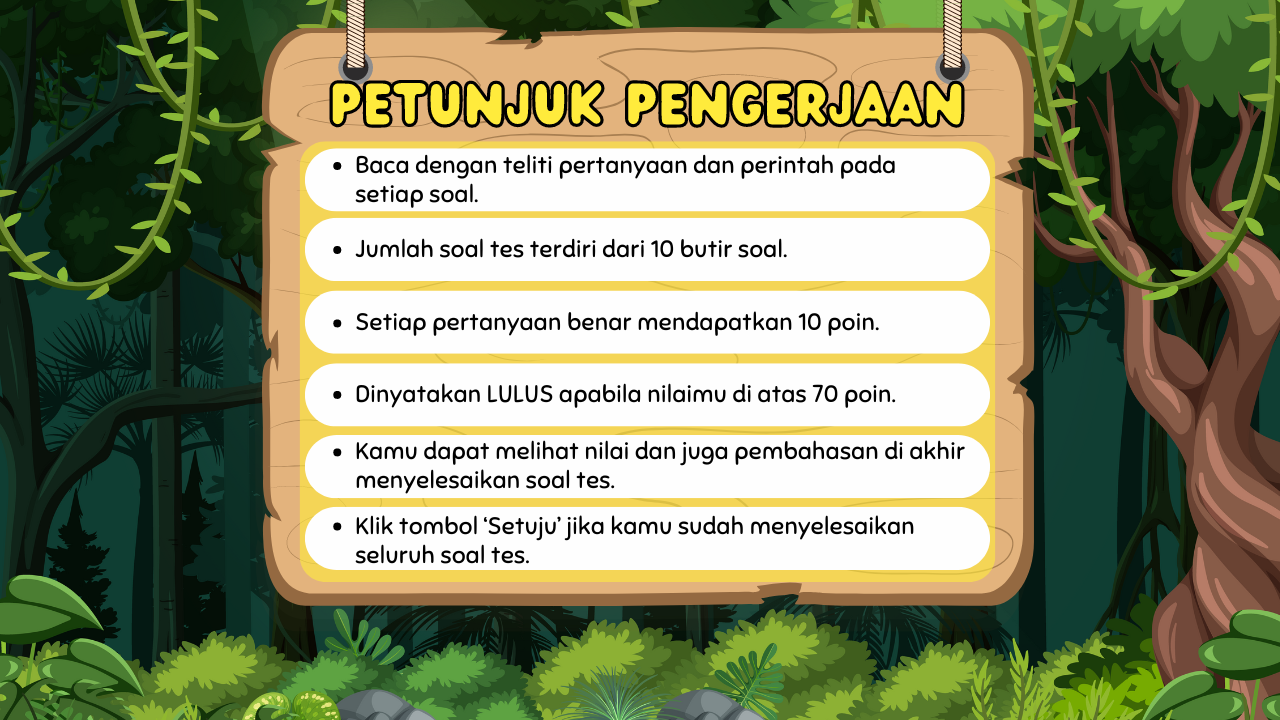 PETUNJUK PENGERJAAN
• Baca dengan teliti pertanyaan dan perintah pada
setiap soal.
• Jumlah soal tes terdiri dari 10 butir soal.
• Setiap pertanyaan benar mendapatkan 10 poin.
• Dinyatakan LULUS apabila nilaimu di atas 70 poin.
• Kamu dapat melihat nilai dan juga pembahasan di akhir
menyelesaikan soal tes.
• Klik tombol ‘Setuju’ jika kamu sudah menyelesaikan
seluruh soal tes.